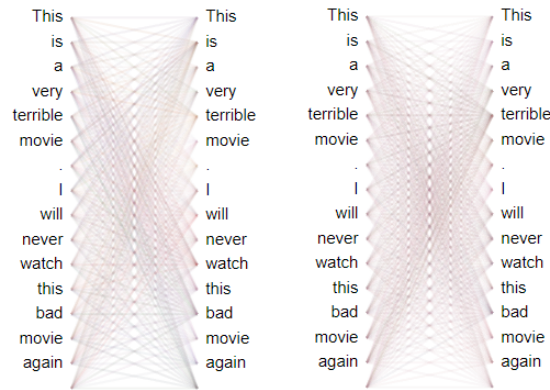 This This This This
is is is is
a a a a
very very very very
terrible terrible terrible terrible
movie movie movie movie
. . . .
I I I I
will will will will
never never never never
watch watch watch watch
this this this this
bad bad bad bad
movie movie movie movie
again again again again